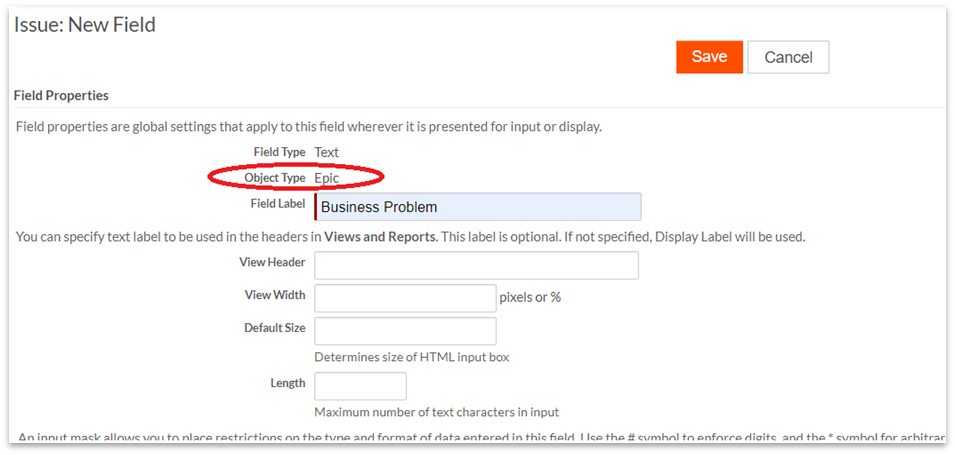 Issue: New Field
Save Cancel
Field Properties
Field properties are global settings that apply to this field wherever it is presented for input or display.
Field Type Text
Object Type Epic
Field Label Business Problem
You can specify text label to be used in the headers in Views and Reports. This label is optional. If not specified, Display Label will be used.
View Header
View Width pixels or %
Default Size
Determines size of HTML input box
Length
Maximum number of text characters in input
An input mask allows you to place restrictions on the type and format of data entered in this field. Use the # symbol to enforce digits, and the * symbol for arbitrar